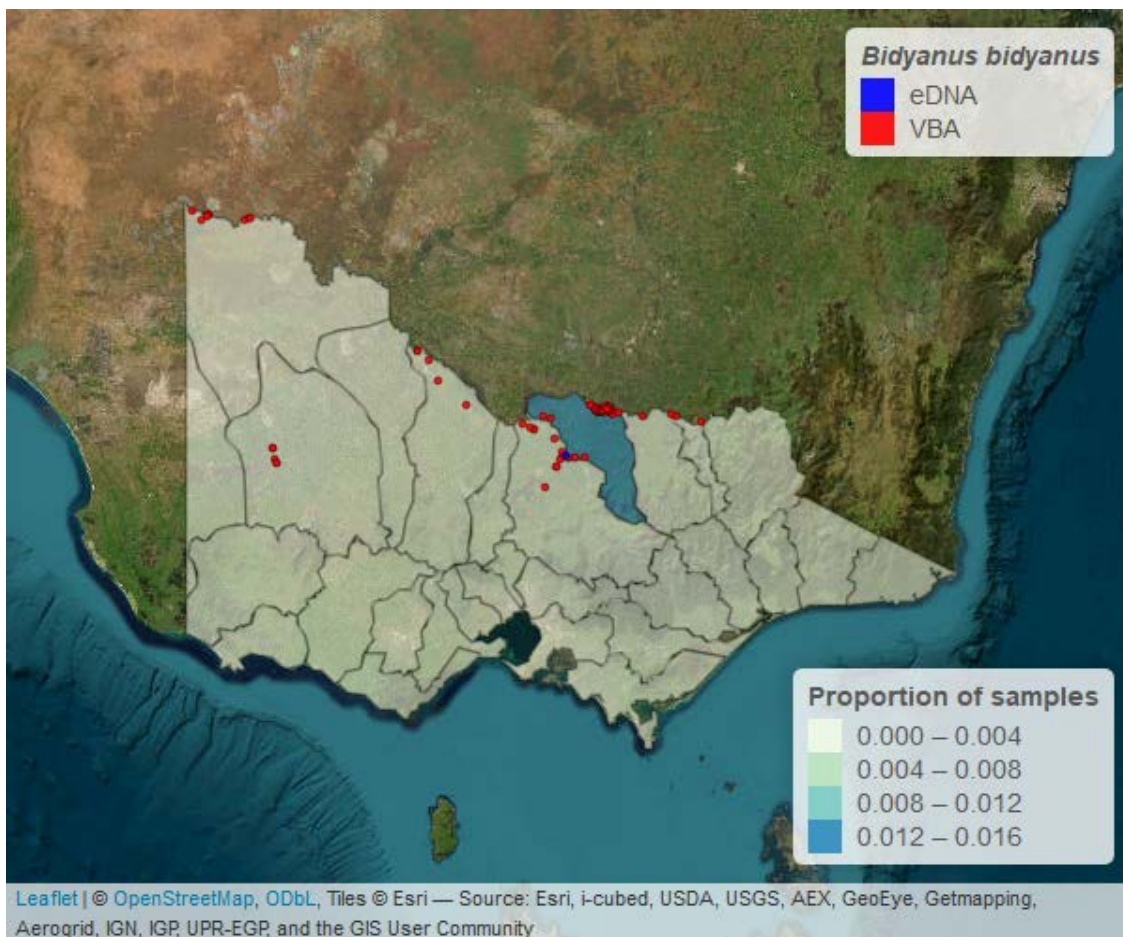 Bidyanus bidyanus
eDNA
VBA
Proportion of samples
0.000 – 0.004
0.004 – 0.008
0.008 – 0.012
0.012 – 0.016
Leaflet | © OpenStreetMap, ODbL, Tiles © Esri — Source: Esri, i-cubed, USDA, USGS, AEX, GeoEye, Getmapping,
Aerogrid, IGN, IGP, UPR-EGP, and the GIS User Community